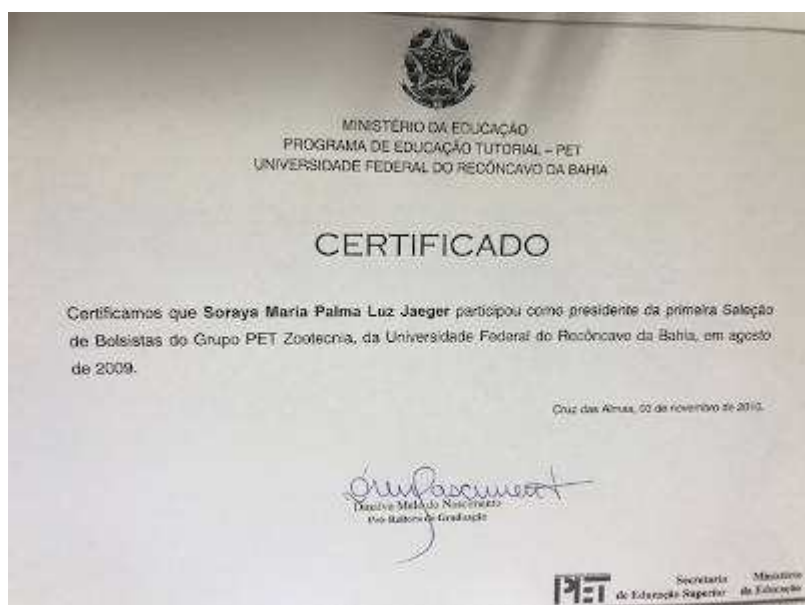 MINISTÉRIO DA EDUCAÇÃO
PROGRAMA DE EDUCAÇÃO TUTORIAL – PET
UNIVERSIDADE FEDERAL DO RECÔNCAVO DA BAHIA
CERTIFICADO
Certificamos que Soraya Maria Palma Luz Jaeger participou como presidente da primeira Seleção
de Bolsistas do Grupo PET Zootecnia, da Universidade Federal do Recôncavo da Bahia, em agosto
de 2009.
Cruz das Almas, de novembro de 2010.
Melo do Nascimento
Pró-Reitora de Graduação
PET
Secretaria
de Educação Superior
Ministério
da Educação